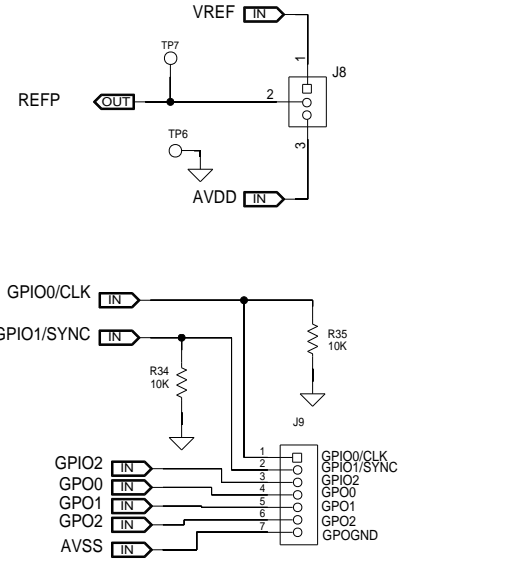 VREF IN
TP7
1
J8
REFP OUT 2
TP6
3
AVDD IN
GPIO0/CLK IN
GPIO1/SYNC IN
R35
10K
R34
10K
J9
1 GPIO0/CLK
2 GPIO1/SYNC
GPIO2 IN 3 GPIO2
GPO0 IN 4 GPO0
GPO1 IN 5 GPO1
GPO2 IN 6 GPO2
AVSS IN 7 GPOGND